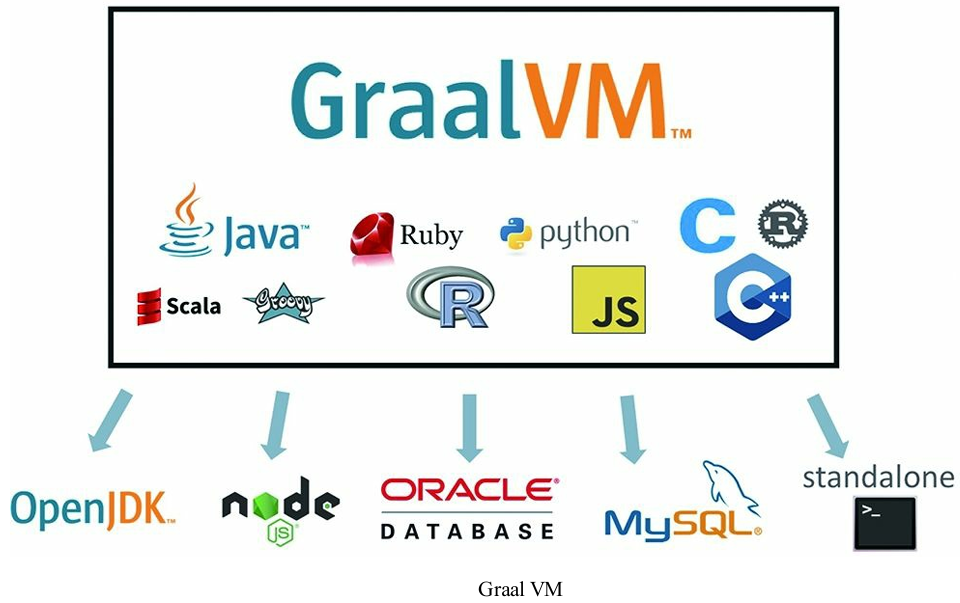 GraalVM™
Java™ Ruby python™ C R
Scala Groovy R JS C++
OpenJDK™ node JS® ORACLE® DATABASE MySQL® standalone >_
Graal VM